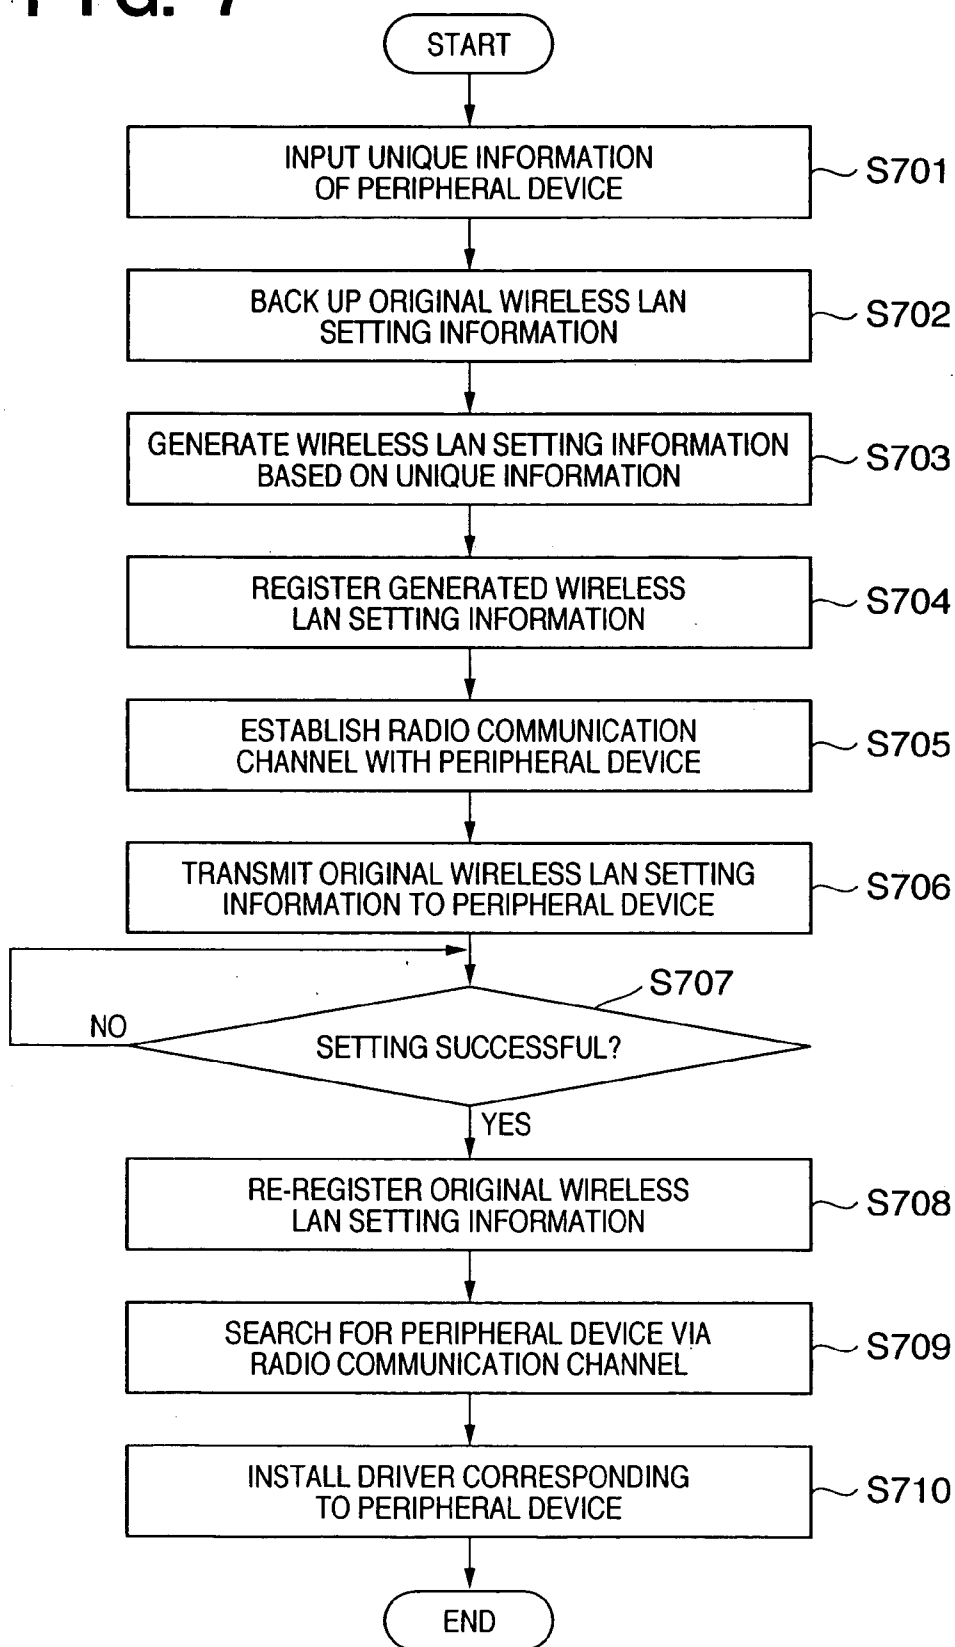 FIG. 7
START
INPUT UNIQUE INFORMATION
OF PERIPHERAL DEVICE
S701
BACK UP ORIGINAL WIRELESS LAN
SETTING INFORMATION
S702
GENERATE WIRELESS LAN SETTING INFORMATION
BASED ON UNIQUE INFORMATION
S703
REGISTER GENERATED WIRELESS
LAN SETTING INFORMATION
S704
ESTABLISH RADIO COMMUNICATION
CHANNEL WITH PERIPHERAL DEVICE
S705
TRANSMIT ORIGINAL WIRELESS LAN SETTING
INFORMATION TO PERIPHERAL DEVICE
S706
S707
NO
SETTING SUCCESSFUL?
YES
RE-REGISTER ORIGINAL WIRELESS
LAN SETTING INFORMATION
S708
SEARCH FOR PERIPHERAL DEVICE VIA
RADIO COMMUNICATION CHANNEL
S709
INSTALL DRIVER CORRESPONDING
TO PERIPHERAL DEVICE
S710
END